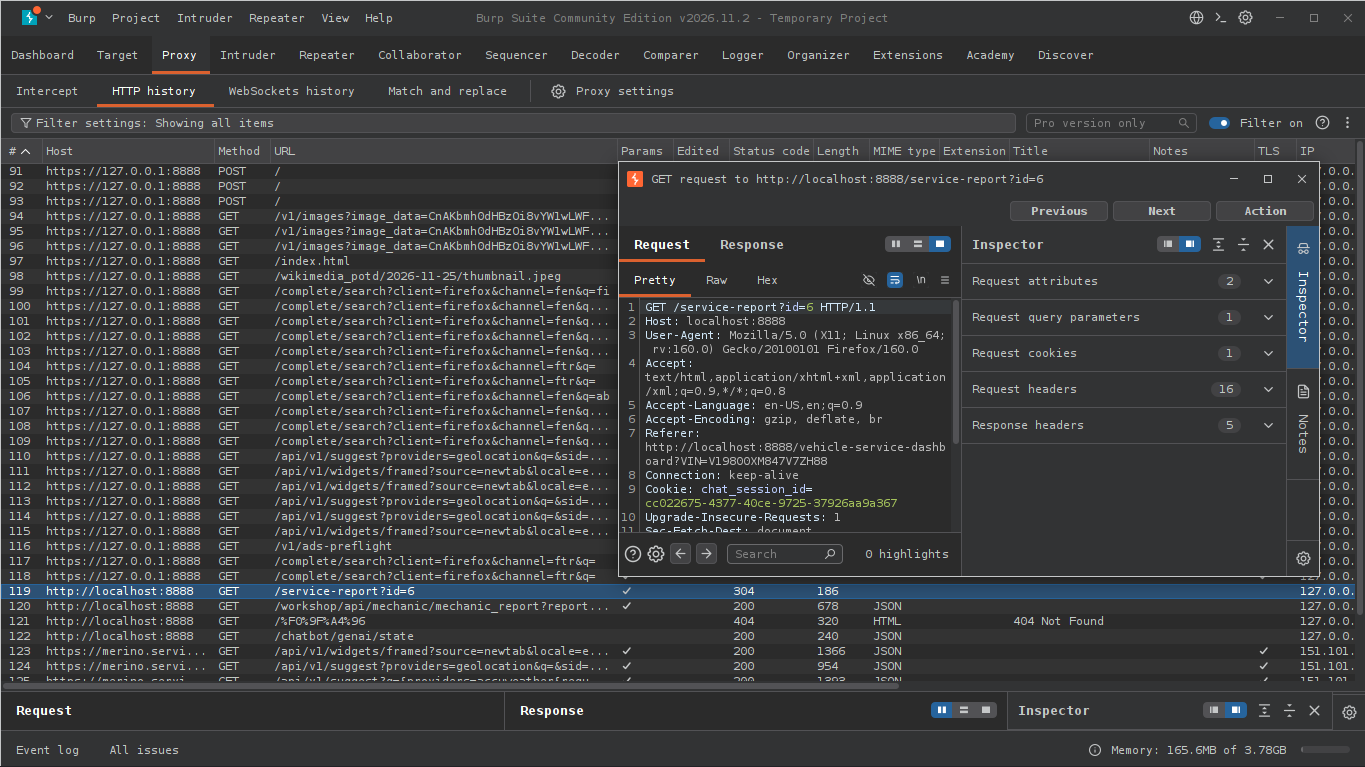 Burp Project Intruder Repeater View Help Burp Suite Community Edition v2026.11.2 - Temporary Project
Dashboard Target Proxy Intruder Repeater Collaborator Sequencer Decoder Comparer Logger Organizer Extensions Academy Discover
Intercept HTTP history WebSockets history Match and replace Proxy settings
Filter settings: Showing all items Pro version only Filter on
# Host Method URL Params Edited Status code Length MIME type Extension Title Notes TLS IP
91 https://127.0.0.1:8888 POST /
92 https://127.0.0.1:8888 POST /
93 https://127.0.0.1:8888 POST /
94 https://127.0.0.1:8888 GET /v1/images?image_data=CnAKbmh0dHBzOi8vYW1wLWF...
95 https://127.0.0.1:8888 GET /v1/images?image_data=CnAKbmh0dHBzOi8vYW1wLWF...
96 https://127.0.0.1:8888 GET /v1/images?image_data=CnAKbmh0dHBzOi8vYW1wLWF...
97 https://127.0.0.1:8888 GET /index.html
98 https://127.0.0.1:8888 GET /wikimedia_potd/2026-11-25/thumbnail.jpeg
99 https://127.0.0.1:8888 GET /complete/search?client=firefox&channel=fen&q=fi
100 https://127.0.0.1:8888 GET /complete/search?client=firefox&channel=fen&q...
101 https://127.0.0.1:8888 GET /complete/search?client=firefox&channel=fen&q...
102 https://127.0.0.1:8888 GET /complete/search?client=firefox&channel=fen&q...
103 https://127.0.0.1:8888 GET /complete/search?client=firefox&channel=fen&q...
104 https://127.0.0.1:8888 GET /complete/search?client=firefox&channel=ftr&q=
105 https://127.0.0.1:8888 GET /complete/search?client=firefox&channel=ftr&q=
106 https://127.0.0.1:8888 GET /complete/search?client=firefox&channel=fen&q=ab
107 https://127.0.0.1:8888 GET /complete/search?client=firefox&channel=fen&q...
108 https://127.0.0.1:8888 GET /complete/search?client=firefox&channel=fen&q...
109 https://127.0.0.1:8888 GET /complete/search?client=firefox&channel=fen&q...
110 https://127.0.0.1:8888 GET /api/v1/suggest?providers=geolocation&q=&sid=...
111 https://127.0.0.1:8888 GET /api/v1/widgets/framed?source=newtab&locale=e...
112 https://127.0.0.1:8888 GET /api/v1/widgets/framed?source=newtab&locale=e...
113 https://127.0.0.1:8888 GET /api/v1/suggest?providers=geolocation&q=&sid=...
114 https://127.0.0.1:8888 GET /api/v1/suggest?providers=geolocation&q=&sid=...
115 https://127.0.0.1:8888 GET /api/v1/widgets/framed?source=newtab&locale=e...
116 https://127.0.0.1:8888 GET /v1/ads-preflight
117 https://127.0.0.1:8888 GET /complete/search?client=firefox&channel=ftr&q=
118 https://127.0.0.1:8888 GET /complete/search?client=firefox&channel=ftr&q=
119 http://localhost:8888 GET /service-report?id=6 ✓ 304 186 127.0.0.
120 http://localhost:8888 GET /workshop/api/mechanic/mechanic_report?report... ✓ 200 678 JSON 127.0.0.
121 http://localhost:8888 GET /%F0%9F%A4%96 404 320 HTML 404 Not Found 127.0.0.
122 http://localhost:8888 GET /chatbot/genai/state 200 240 JSON 127.0.0.
123 https://merino.servi... GET /api/v1/widgets/framed?source=newtab&locale=e... ✓ 200 1366 JSON ✓ 151.101.
124 https://merino.servi... GET /api/v1/suggest?providers=geolocation&q=&sid=... ✓ 200 954 JSON ✓ 151.101.
GET request to http://localhost:8888/service-report?id=6
Previous Next Action
Request Response
Pretty Raw Hex \n
1 GET /service-report?id=6 HTTP/1.1
2 Host: localhost:8888
3 User-Agent: Mozilla/5.0 (X11; Linux x86_64;
rv:160.0) Gecko/20100101 Firefox/160.0
4 Accept:
text/html,application/xhtml+xml,application
/xml;q=0.9,*/*;q=0.8
5 Accept-Language: en-US,en;q=0.9
6 Accept-Encoding: gzip, deflate, br
7 Referer:
http://localhost:8888/vehicle-service-dashb
oard?VIN=V19800XM847V7ZH88
8 Connection: keep-alive
9 Cookie: chat_session_id=
cc022675-4377-40ce-9725-37926aa9a367
10 Upgrade-Insecure-Requests: 1
11 Sec-Fetch-Dest: document
Search 0 highlights
Inspector
Request attributes 2
Request query parameters 1
Request cookies 1
Request headers 16
Response headers 5
Inspector
Notes
Request Response Inspector
Event log All issues Memory: 165.6MB of 3.78GB